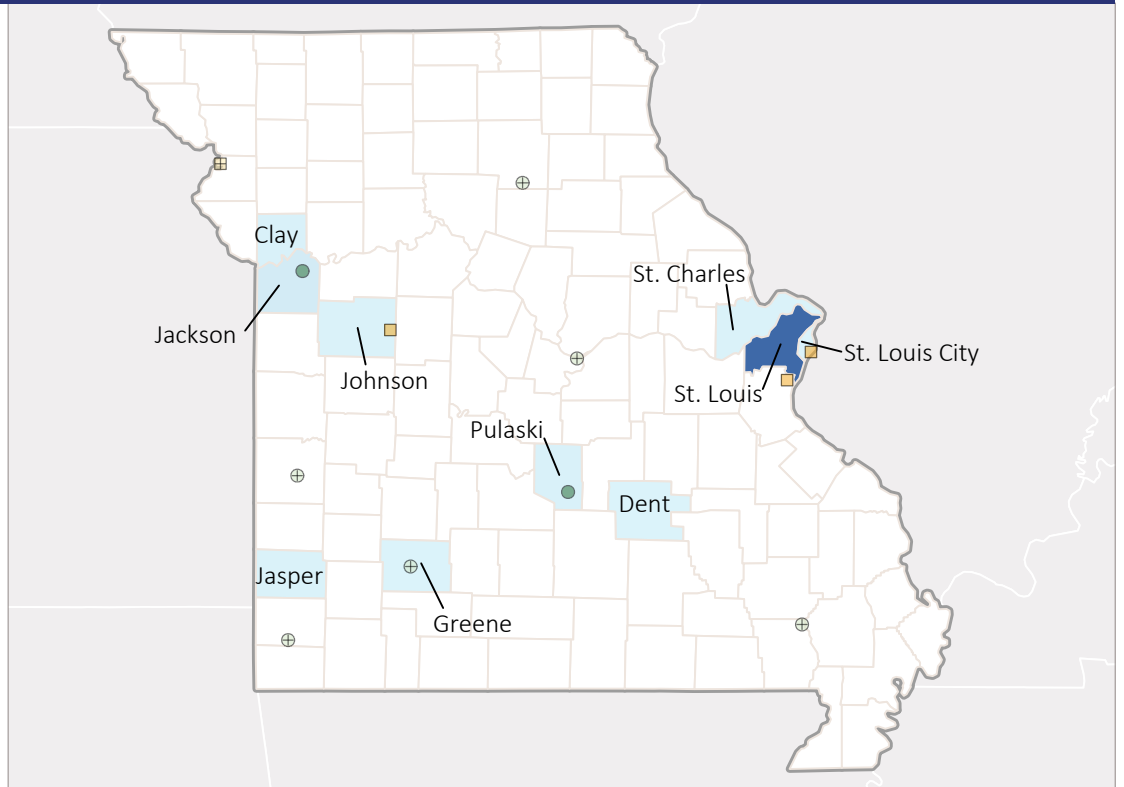 Clay
St. Charles
Jackson
St. Louis City
Johnson
St. Louis
Pulaski
Dent
Jasper
Greene